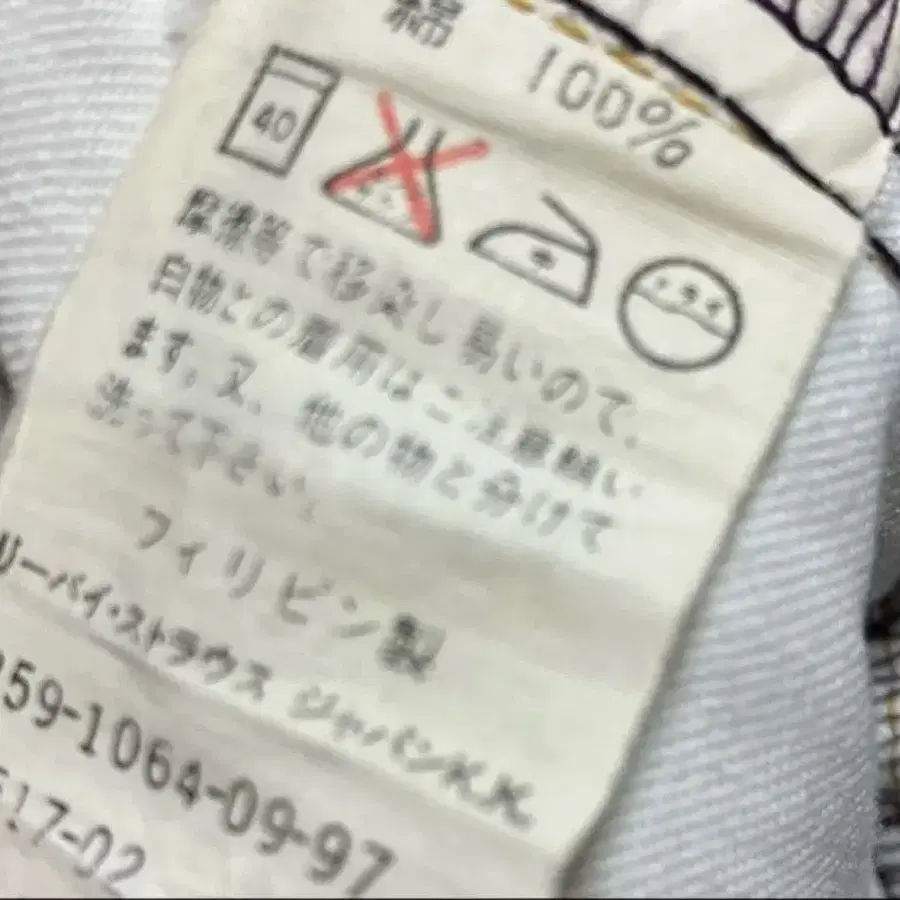 綿 100%
40
摩擦等で移染し易いので、
白物との着用はご注意願い
ます。又、他の物と分けて
洗って下さい。
フィリピン製
リーバイ・ストラウス ジャパンK.K.
959-1064-09-97
517-02